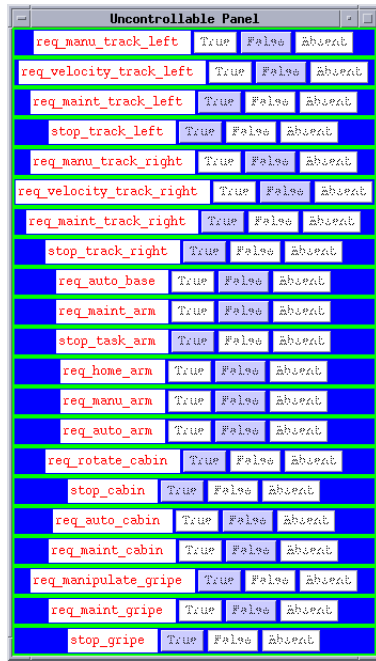 Uncontrollable Panel
req_manu_track_left True False Absent
req_velocity_track_left True False Absent
req_maint_track_left True False Absent
stop_track_left True False Absent
req_manu_track_right True False Absent
req_velocity_track_right True False Absent
req_maint_track_right True False Absent
stop_track_right True False Absent
req_auto_base True False Absent
req_maint_arm True False Absent
stop_task_arm True False Absent
req_home_arm True False Absent
req_manu_arm True False Absent
req_auto_arm True False Absent
req_rotate_cabin True False Absent
stop_cabin True False Absent
req_auto_cabin True False Absent
req_maint_cabin True False Absent
req_manipulate_gripe True False Absent
req_maint_gripe True False Absent
stop_gripe True False Absent